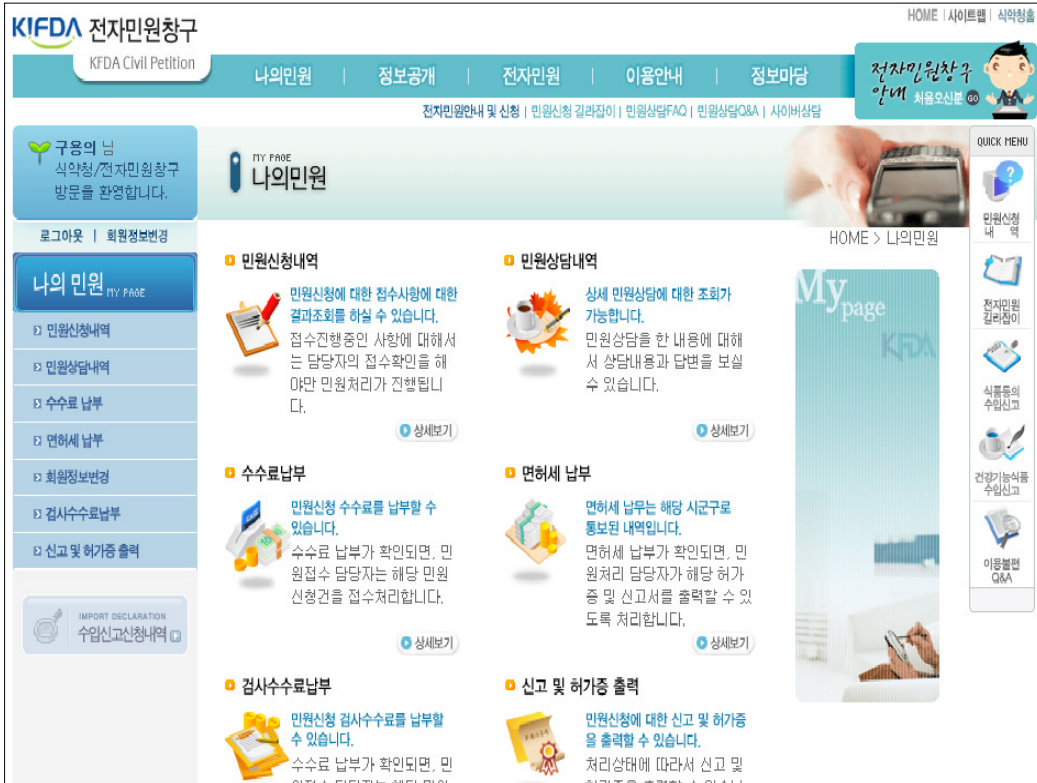 HOME | 사이트맵 | 식약청홈
KIFDA 전자민원창구
KFDA Civil Petition
나의민원 | 정보공개 | 전자민원 | 이용안내 | 정보마당
전자민원창구
안내 처음오신분 GO
전자민원안내 및 신청 | 민원신청 길라잡이 | 민원상담FAQ | 민원상담Q&A | 사이버상담
구용의 님
식약청/전자민원창구
방문을 환영합니다.
로그아웃 | 회원정보변경
나의 민원 MY PAGE
민원신청내역
민원상담내역
수수료 납부
면허세 납부
회원정보변경
검사수수료납부
신고 및 허가증 출력
IMPORT DECLARATION
수입신고신청내역
MY PAGE
나의민원
HOME > 나의민원
민원신청내역
민원신청에 대한 접수사항에 대한
결과조회를 하실 수 있습니다.
접수진행중인 사항에 대해서
는 담당자의 접수확인을 해
야만 민원처리가 진행됩니
다.
상세보기
민원상담내역
상세 민원상담에 대한 조회가
가능합니다.
민원상담을 한 내용에 대해
서 상담내용과 답변을 보실
수 있습니다.
상세보기
수수료납부
민원신청 수수료를 납부할 수
있습니다.
수수료 납부가 확인되면, 민
원접수 담당자는 해당 민원
신청건을 접수처리합니다.
상세보기
면허세 납부
면허세 납무는 해당 시군구로
통보된 내역입니다.
면허세 납부가 확인되면, 민
원처리 담당자가 해당 허가
증 및 신고서를 출력할 수 있
도록 처리합니다.
상세보기
검사수수료납부
민원신청 검사수수료를 납부할
수 있습니다.
수수료 납부가 확인되면, 민
신고 및 허가증 출력
민원신청에 대한 신고 및 허가증
을 출력할 수 있습니다.
처리상태에 따라서 신고 및
My page
KFDA
QUICK MENU
민원신청
내 역
전자민원
길라잡이
식품등의
수입신고
건강기능식품
수입신고
이용불편
Q&A